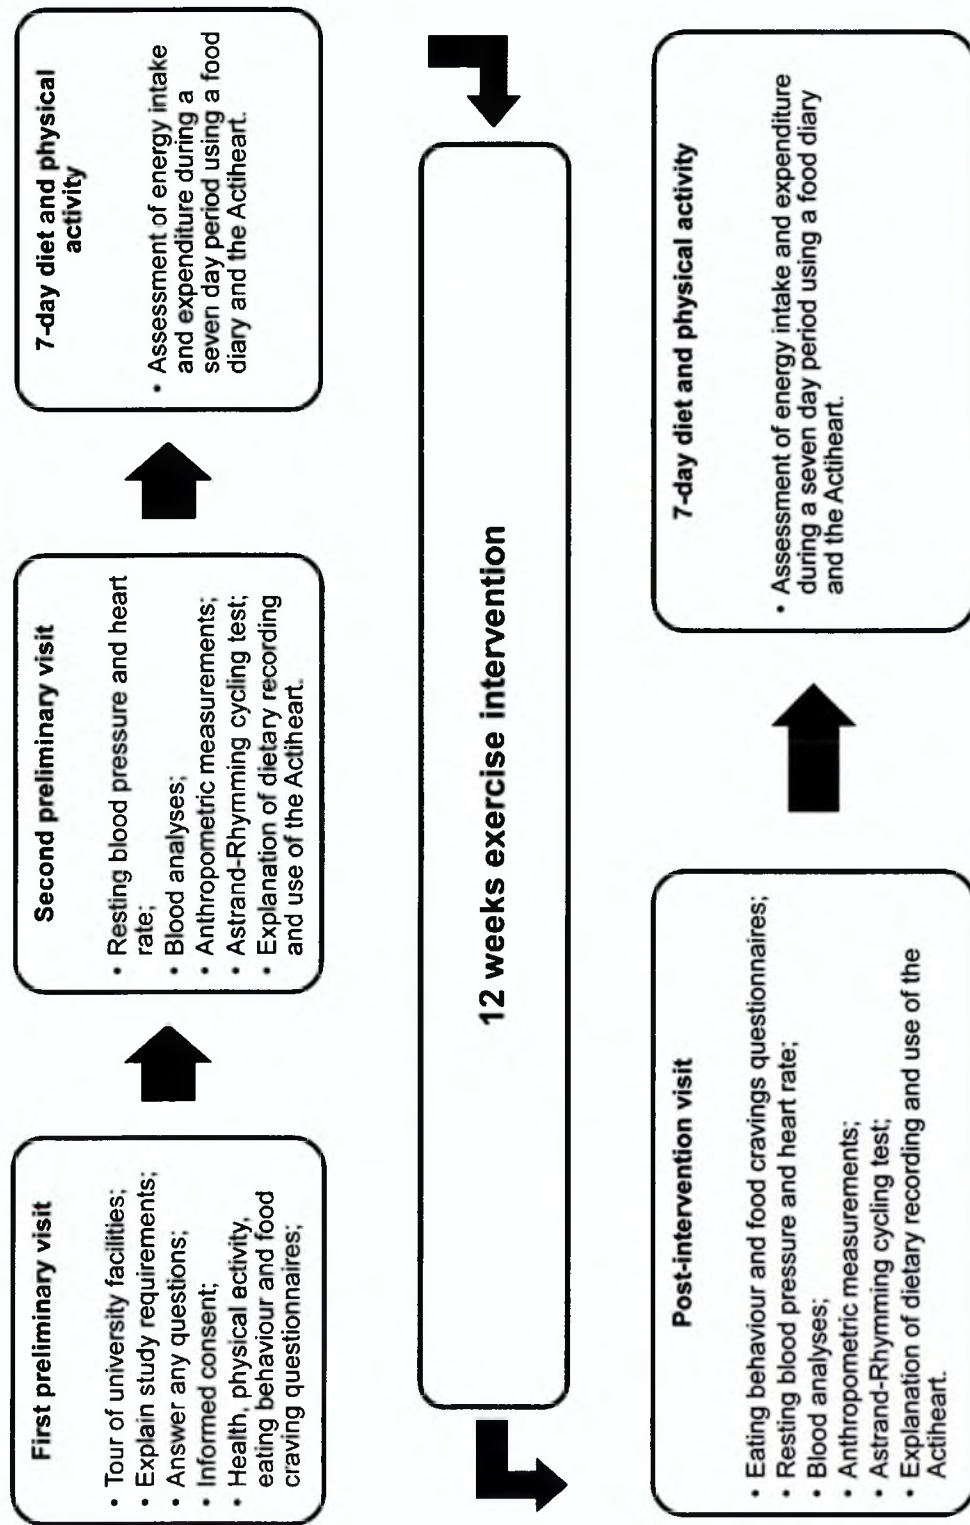 First preliminary visit
• Tour of university facilities;
• Explain study requirements;
• Answer any questions;
• Informed consent;
• Health, physical activity,
eating behaviour and food
craving questionnaires;
Second preliminary visit
• Resting blood pressure and heart
rate;
• Blood analyses;
• Anthropometric measurements;
• Astrand-Rhymming cycling test;
• Explanation of dietary recording
and use of the Actiheart.
7-day diet and physical
activity
• Assessment of energy intake
and expenditure during a
seven day period using a food
diary and the Actiheart.
12 weeks exercise intervention
Post-intervention visit
• Eating behaviour and food cravings questionnaires;
• Resting blood pressure and heart rate;
• Blood analyses;
• Anthropometric measurements;
• Astrand-Rhymming cycling test;
• Explanation of dietary recording and use of the
Actiheart.
7-day diet and physical activity
• Assessment of energy intake and expenditure
during a seven day period using a food diary
and the Actiheart.